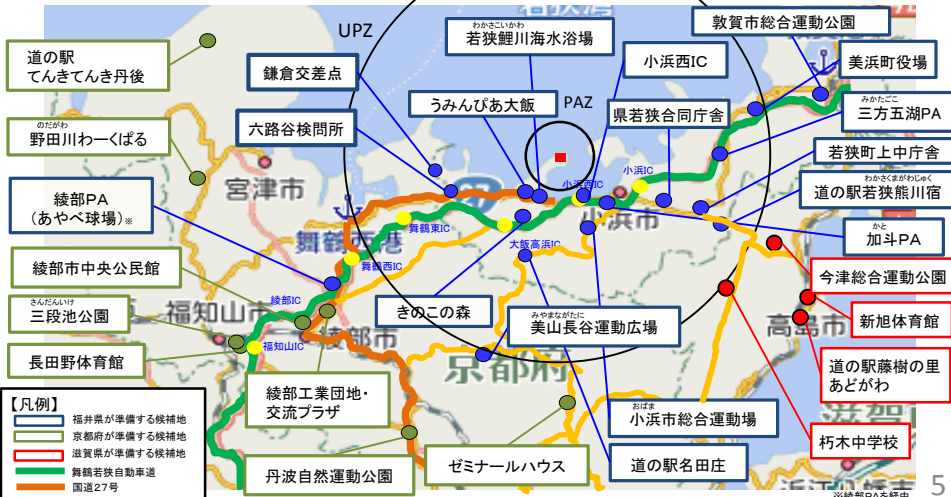 UPZ
PAZ
わかさこいかわ
若狭鯉川海水浴場
敦賀市総合運動公園
道の駅
てんきてんき丹後
鎌倉交差点
小浜西IC
美浜町役場
うみんぴあ大飯
みかたごこ
三方五湖PA
のだがわ
野田川わーくぱる
六路谷検問所
県若狭合同庁舎
若狭町上中庁舎
わかさくまがわじゅく
道の駅若狭熊川宿
宮津市
小浜西IC
小浜IC
小浜市
綾部PA
(あやべ球場)※
舞鶴西港
舞鶴東IC
大飯高浜IC
舞鶴西IC
かと
加斗PA
綾部市中央公民館
綾部IC
今津総合運動公園
さんだんいけ
三段池公園
福知山市
きのこの森
みやまながたに
美山長谷運動広場
新旭体育館
高島市
長田野体育館
福知山IC
綾部市
京都府
道の駅藤樹の里
あどがわ
綾部工業団地・
交流プラザ
おばま
小浜市総合運動場
滋賀
朽木中学校
丹波自然運動公園
ゼミナールハウス
道の駅名田庄
【凡例】
福井県が準備する候補地
京都府が準備する候補地
滋賀県が準備する候補地
舞鶴若狭自動車道
国道27号
※綾部PAを経由
5